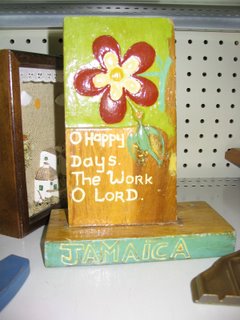 O HAPPY
DAYS.
THE WORK
O LORD.
JAMAICA